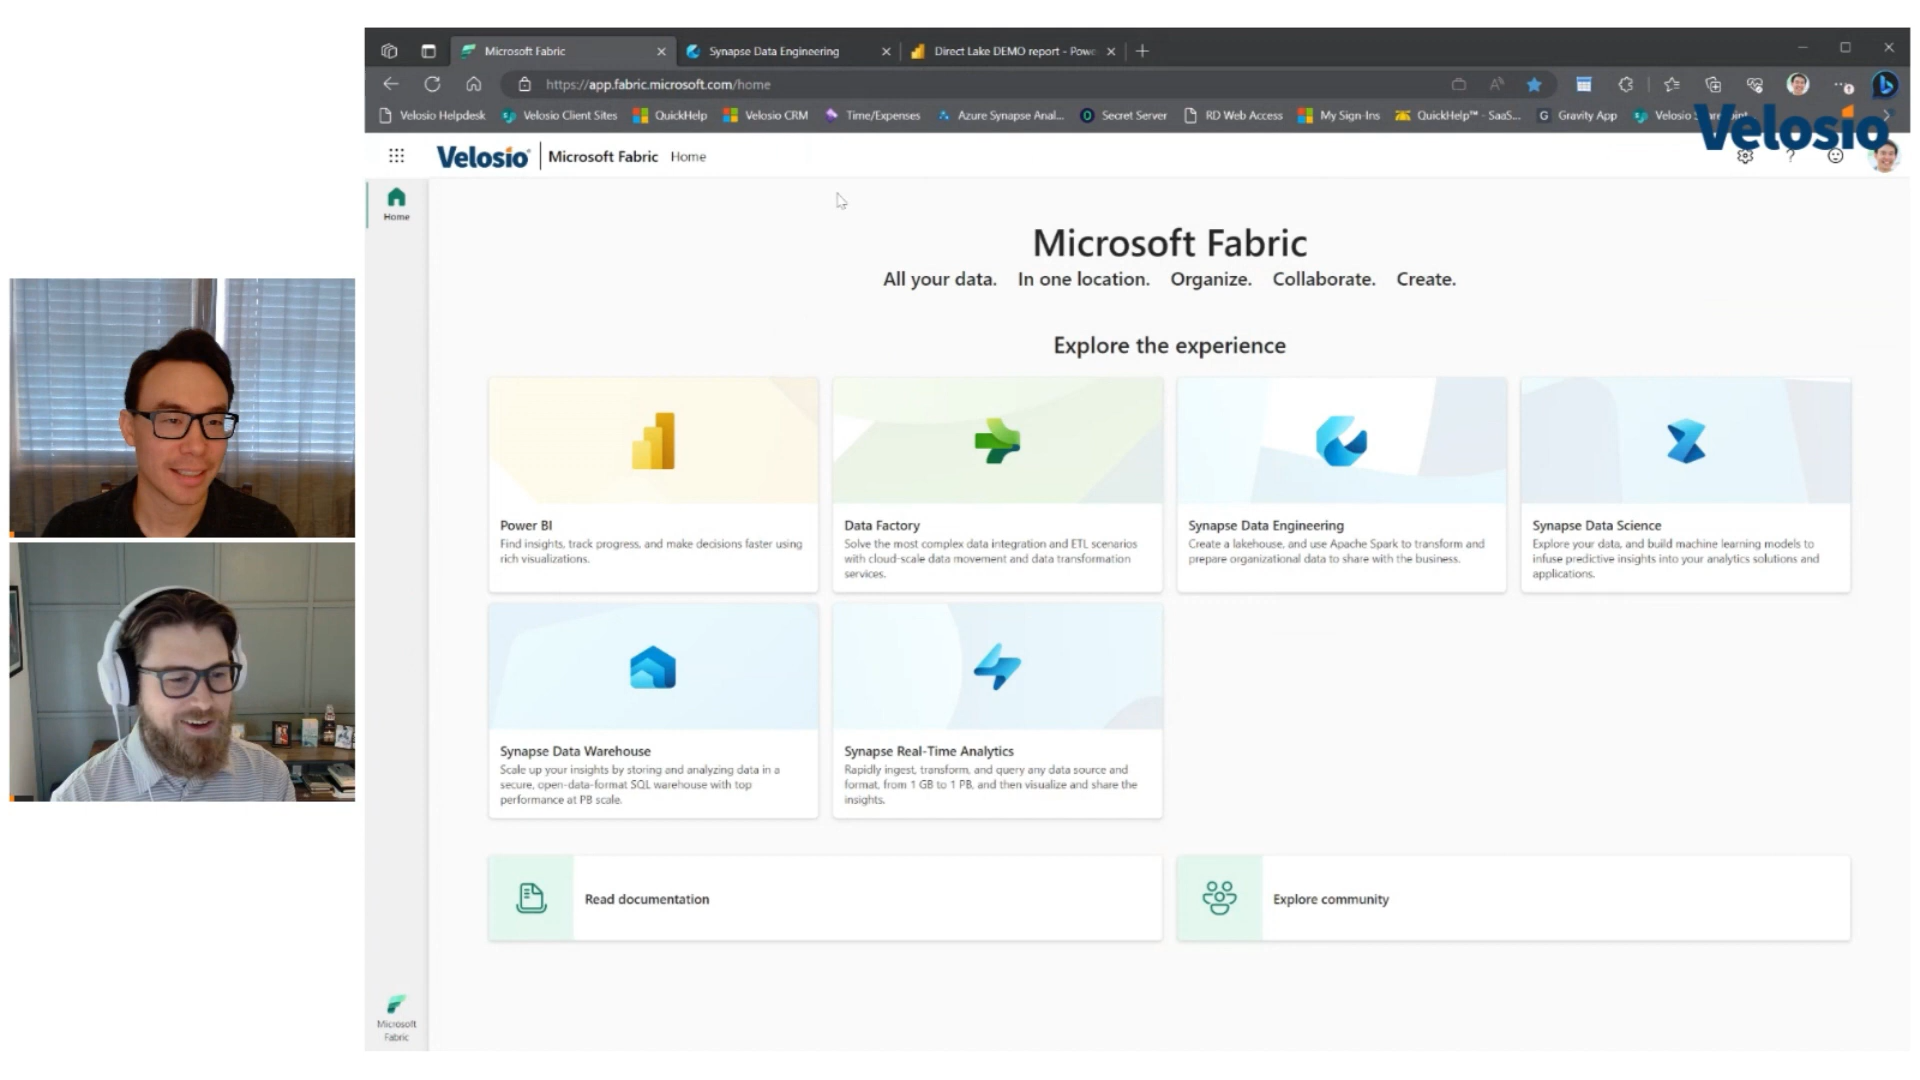 Microsoft Fabric
Synapse Data Engineering
Direct Lake DEMO report - Powe
https://app.fabric.microsoft.com/home
Velosio Helpdesk
Velosio Client Sites
QuickHelp
Velosio CRM
Time/Expenses
Azure Synapse Anal...
Secret Server
RD Web Access
My Sign-Ins
QuickHelp™ - SaaS...
Gravity App
Velosio
Velosio
Velosio
Microsoft Fabric Home
Home
Microsoft Fabric
All your data. In one location. Organize. Collaborate. Create.
Explore the experience
Power BI
Find insights, track progress, and make decisions faster using
rich visualizations.
Data Factory
Solve the most complex data integration and ETL scenarios
with cloud-scale data movement and data transformation
services.
Synapse Data Engineering
Create a lakehouse, and use Apache Spark to transform and
prepare organizational data to share with the business.
Synapse Data Science
Explore your data, and build machine learning models to
infuse predictive insights into your analytics solutions and
applications.
Synapse Data Warehouse
Scale up your insights by storing and analyzing data in a
secure, open-data-format SQL warehouse with top
performance at PB scale.
Synapse Real-Time Analytics
Rapidly ingest, transform, and query any data source and
format, from 1 GB to 1 PB, and then visualize and share the
insights.
Read documentation
Explore community
Microsoft
Fabric